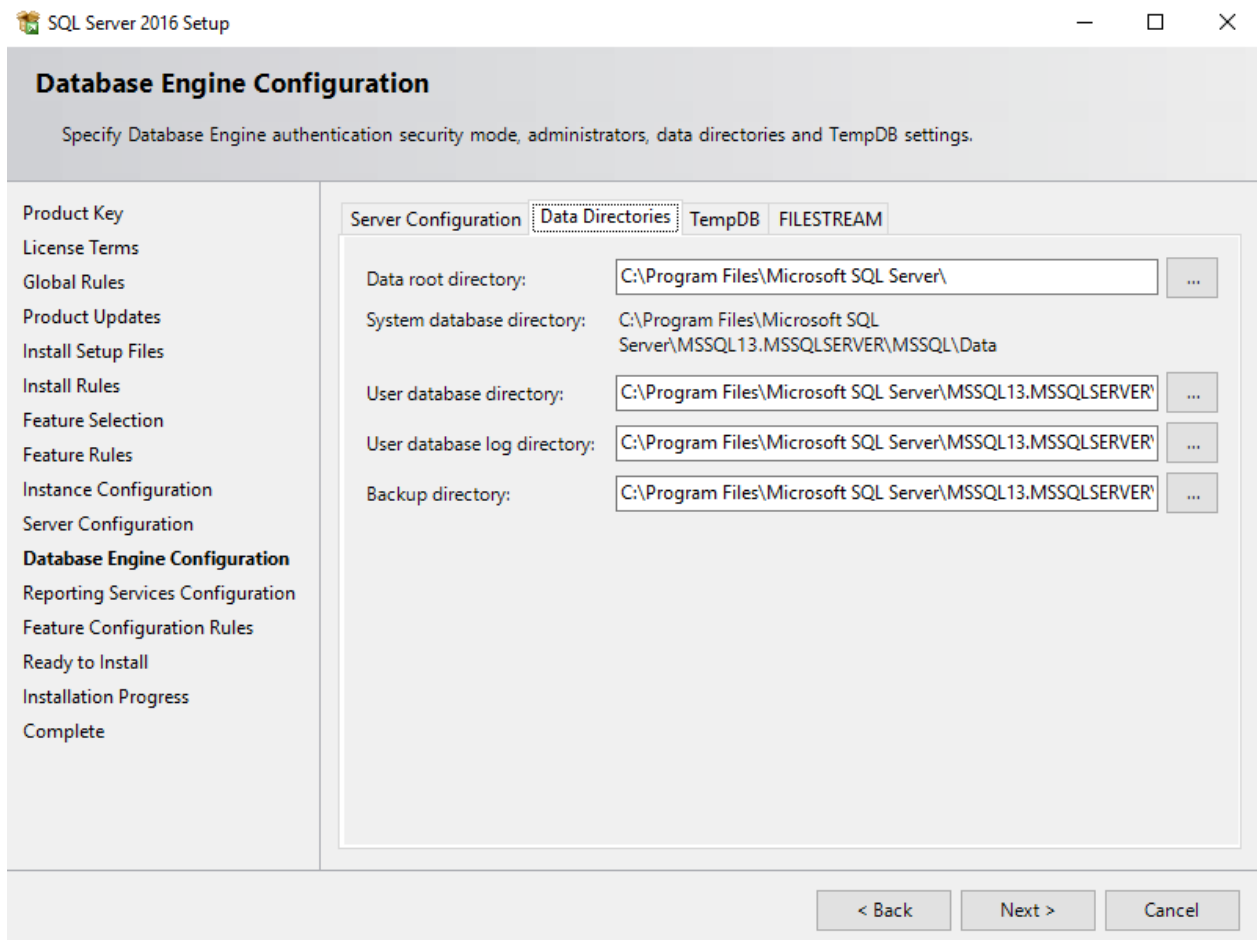 SQL Server 2016 Setup
Database Engine Configuration
Specify Database Engine authentication security mode, administrators, data directories and TempDB settings.
Product Key
License Terms
Global Rules
Product Updates
Install Setup Files
Install Rules
Feature Selection
Feature Rules
Instance Configuration
Server Configuration
Database Engine Configuration
Reporting Services Configuration
Feature Configuration Rules
Ready to Install
Installation Progress
Complete
Server Configuration Data Directories TempDB FILESTREAM
Data root directory: C:\Program Files\Microsoft SQL Server\ ...
System database directory: C:\Program Files\Microsoft SQL
Server\MSSQL13.MSSQLSERVER\MSSQL\Data
User database directory: C:\Program Files\Microsoft SQL Server\MSSQL13.MSSQLSERVER\ ...
User database log directory: C:\Program Files\Microsoft SQL Server\MSSQL13.MSSQLSERVER\ ...
Backup directory: C:\Program Files\Microsoft SQL Server\MSSQL13.MSSQLSERVER\ ...
< Back Next > Cancel